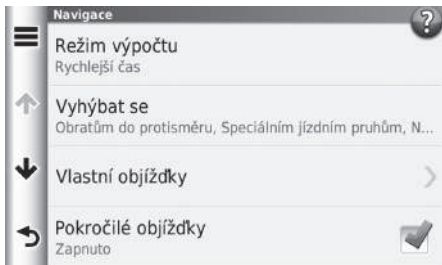 Navigace
?
Režim výpočtu
Rychlejší čas
Vyhýbat se
Obratům do protisměru, Speciálním jízdním pruhům, N...
Vlastní objížďky
Pokročilé objížďky
Zapnuto